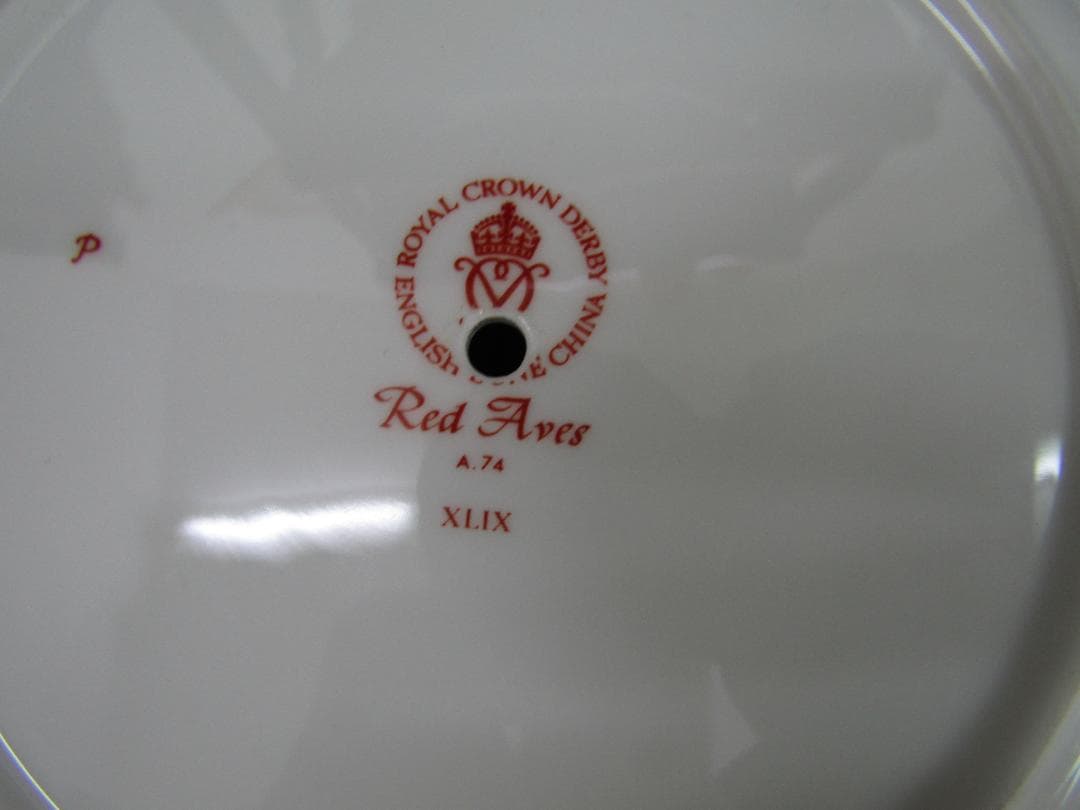 P
ROYAL CROWN DERBY
ENGLISH CHINA
Red Aves
A.74
XLIX